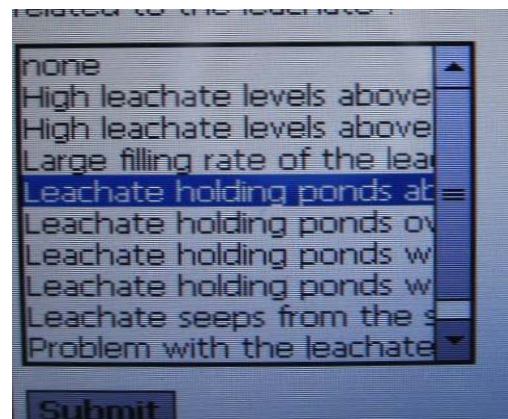 related to the leachate ?
none
High leachate levels above
High leachate levels above
Large filling rate of the lea
Leachate holding ponds ab
Leachate holding ponds ov
Leachate holding ponds w
Leachate holding ponds w
Leachate seeps from the s
Problem with the leachate
Submit